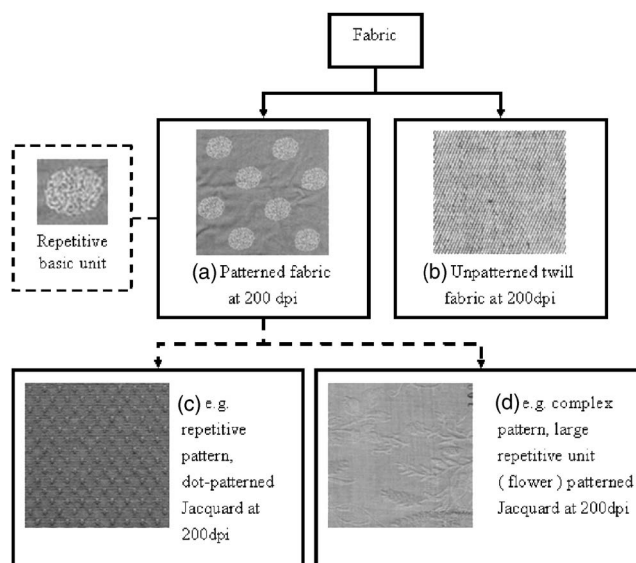 Fabric
Repetitive
basic unit
(a) Patterned fabric
at 200 dpi
(b) Unpatterned twill
fabric at 200dpi
(c) e.g.
repetitive
pattern,
dot-patterned
Jacquard at
200dpi
(d) e.g. complex
pattern, large
repetitive unit
( flower ) patterned
Jacquard at 200dpi